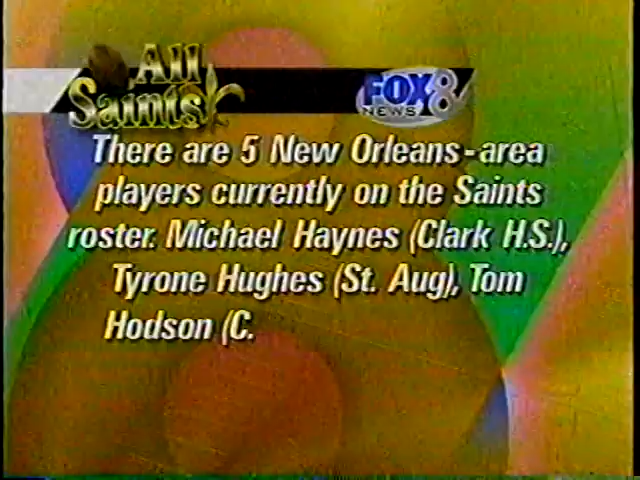 All
Saints
FOX 8
NEWS
There are 5 New Orleans-area
players currently on the Saints
roster. Michael Haynes (Clark H.S.),
Tyrone Hughes (St. Aug), Tom
Hodson (C.